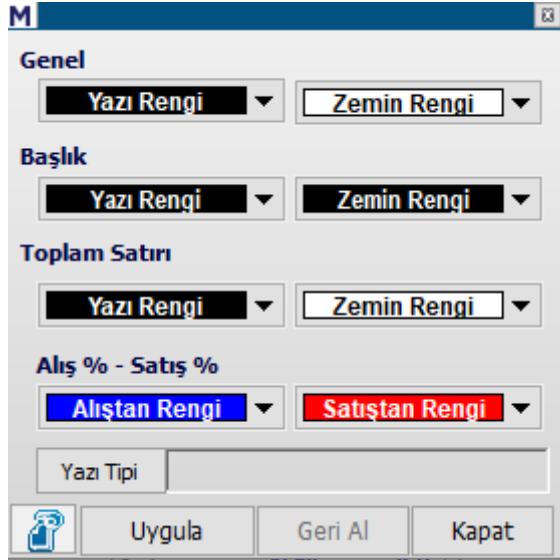 M
Genel
Yazı Rengi Zemin Rengi
Başlık
Yazı Rengi Zemin Rengi
Toplam Satırı
Yazı Rengi Zemin Rengi
Alış % - Satış %
Alıştan Rengi Satıştan Rengi
Yazı Tipi
Uygula Geri Al Kapat